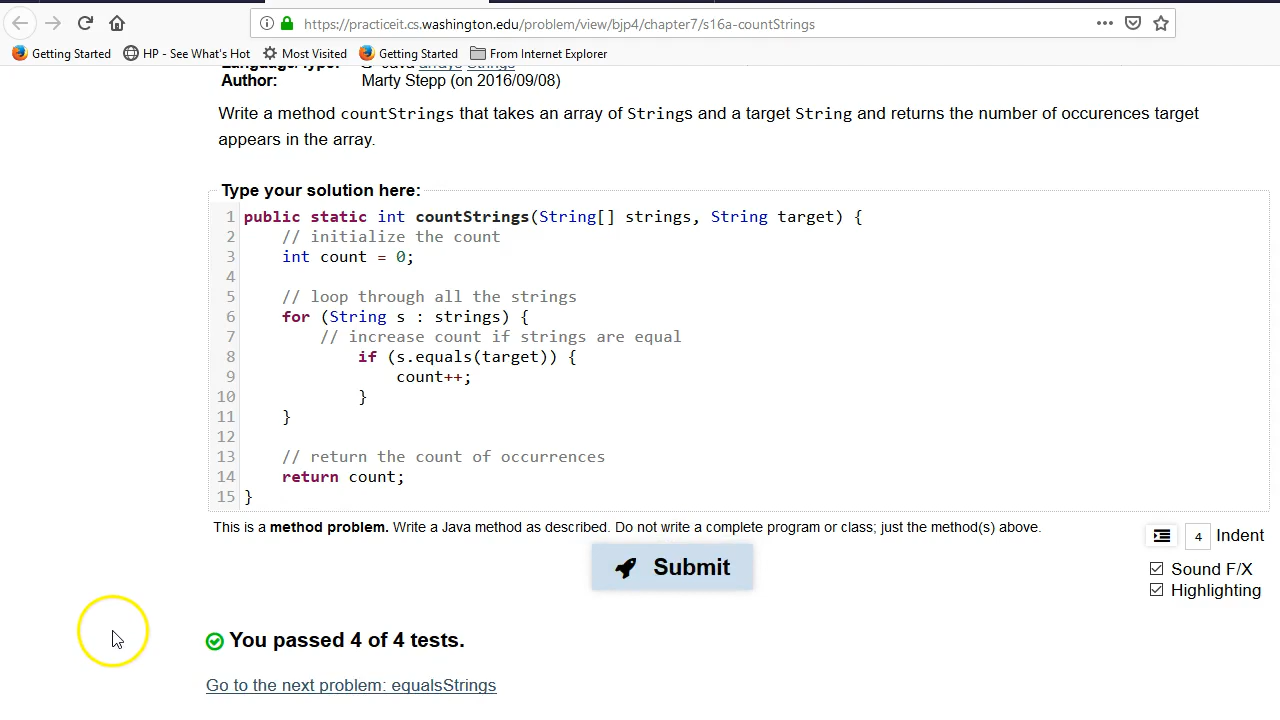 https://practiceit.cs.washington.edu/problem/view/bjp4/chapter7/s16a-countStrings
Getting Started HP - See What's Hot Most Visited Getting Started From Internet Explorer
Language/Type: Java arrays Strings
Author: Marty Stepp (on 2016/09/08)
Write a method countStrings that takes an array of Strings and a target String and returns the number of occurences target
appears in the array.
Type your solution here:
1 public static int countStrings(String[] strings, String target) {
2     // initialize the count
3     int count = 0;
4
5     // loop through all the strings
6     for (String s : strings) {
7         // increase count if strings are equal
8             if (s.equals(target)) {
9                 count++;
10             }
11     }
12
13     // return the count of occurrences
14     return count;
15 }
This is a method problem. Write a Java method as described. Do not write a complete program or class; just the method(s) above.
4 Indent
Submit
Sound F/X
Highlighting
You passed 4 of 4 tests.
Go to the next problem: equalsStrings